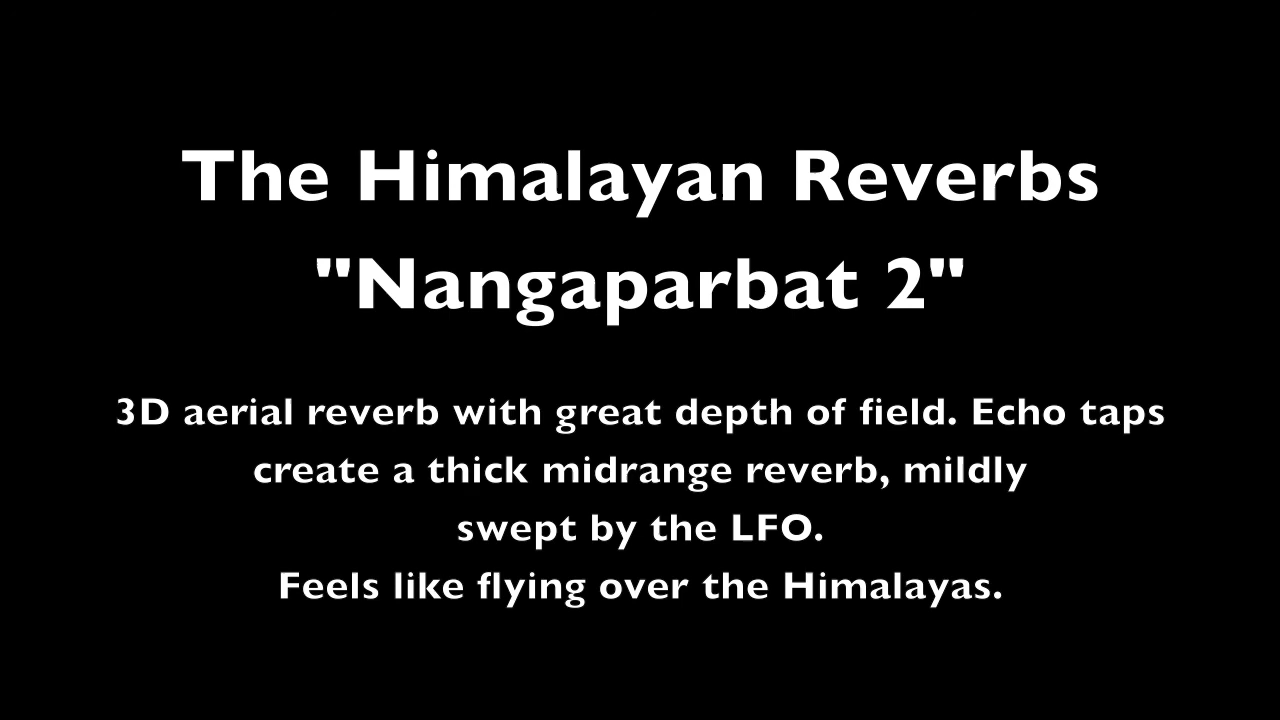 The Himalayan Reverbs
"Nangaparbat 2"
3D aerial reverb with great depth of field. Echo taps
create a thick midrange reverb, mildly
swept by the LFO.
Feels like flying over the Himalayas.